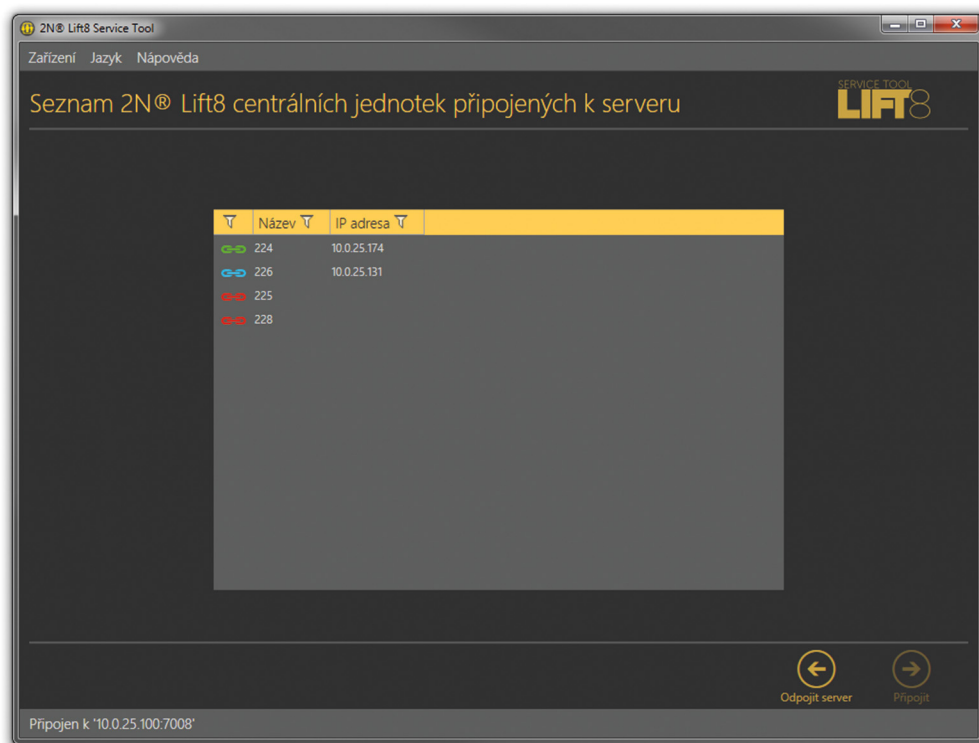 2N® Lift8 Service Tool
Zařízení Jazyk Nápověda
Seznam 2N® Lift8 centrálních jednotek připojených k serveru
SERVICE TOOL
LIFT8
Název IP adresa
224 10.0.25.174
226 10.0.25.131
225
228
Odpojit server Připojit
Připojen k '10.0.25.100:7008'